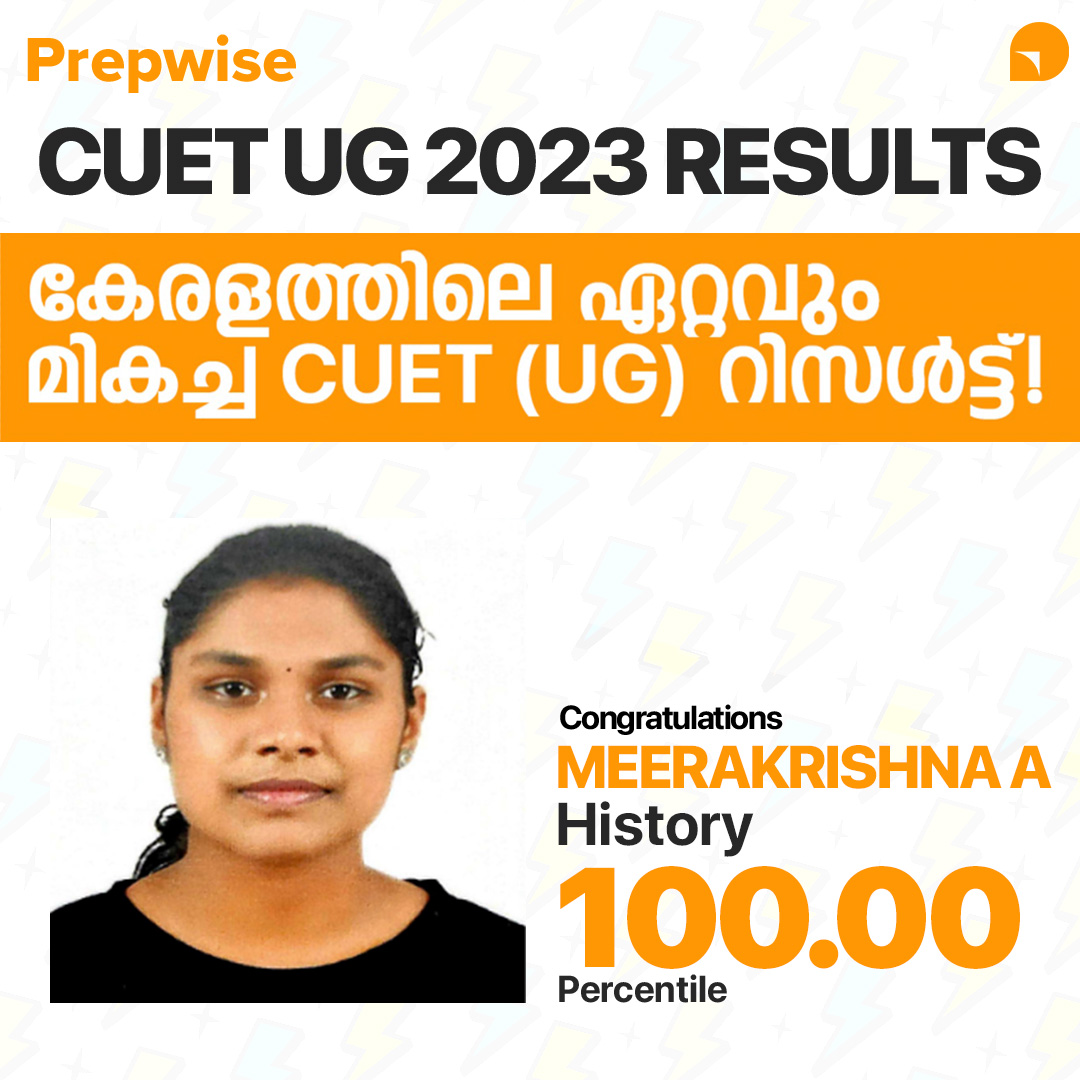 Prepwise
CUET UG 2023 RESULTS
കേരളത്തിലെ ഏറ്റവും
മികച്ച CUET (UG) റിസൾട്ട്!
Congratulations
MEERAKRISHNA A
History
100.00
Percentile